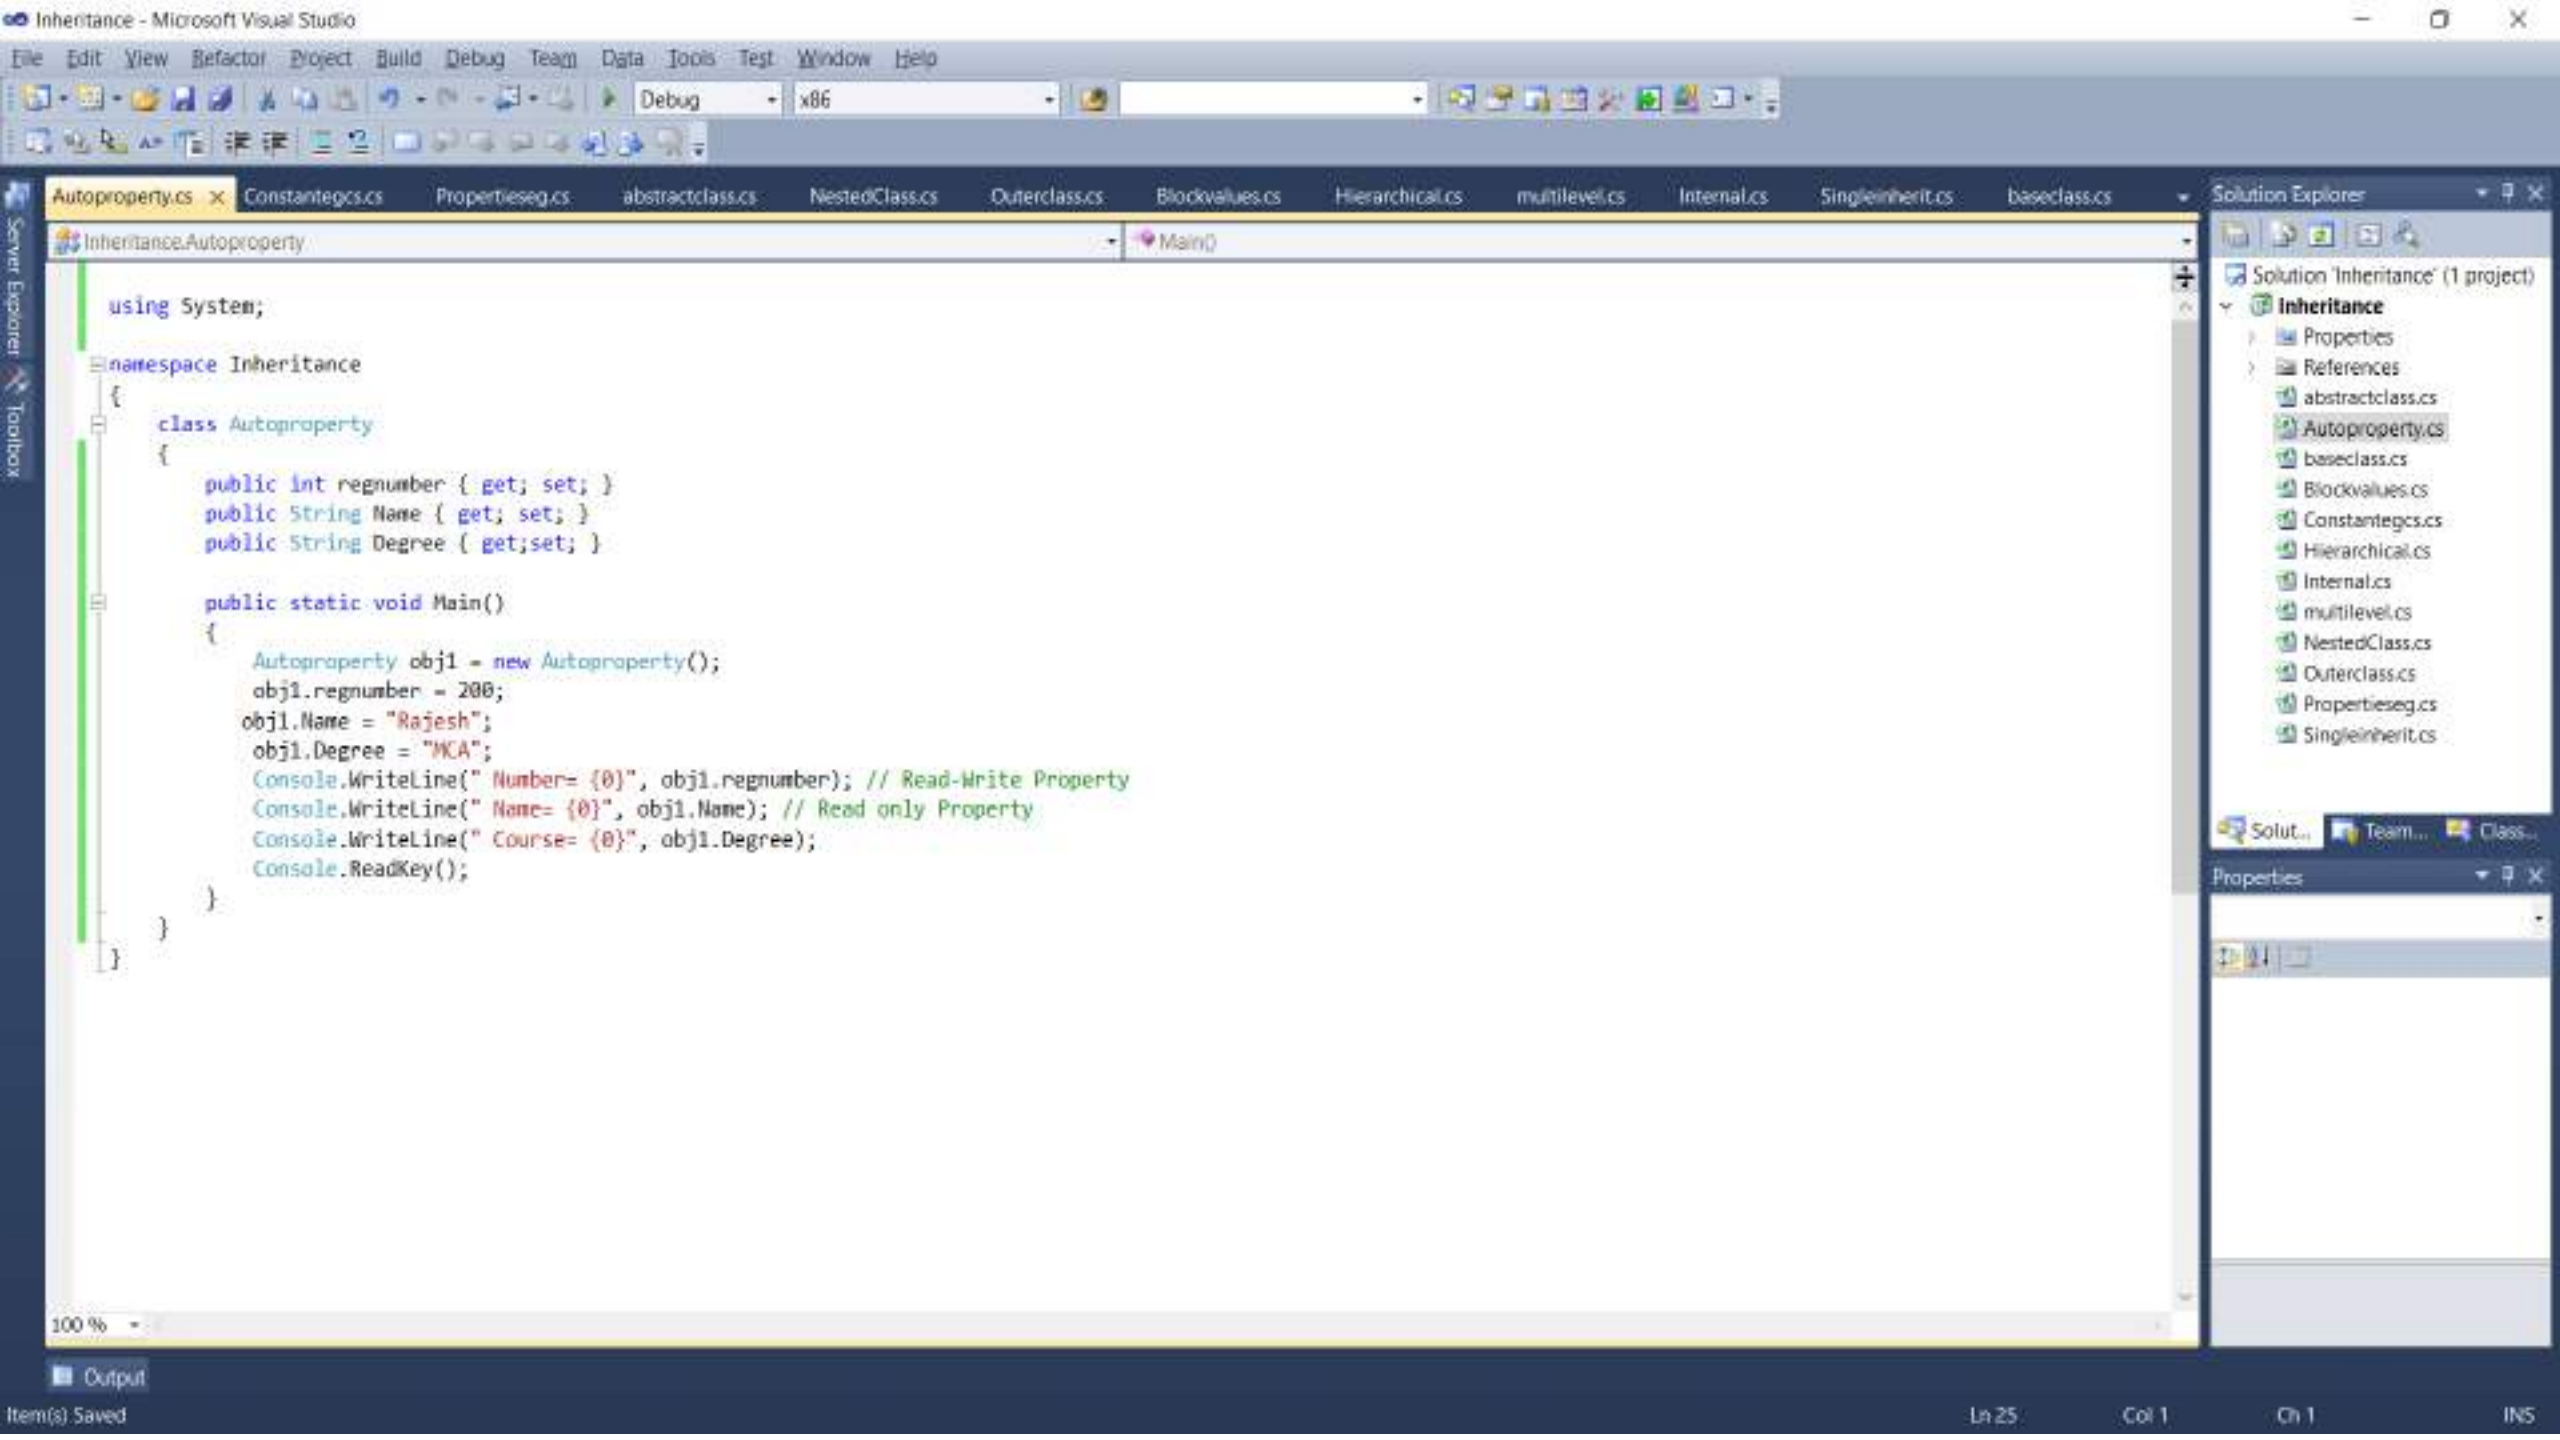 Inheritance - Microsoft Visual Studio
File Edit View Refactor Project Build Debug Team Data Tools Test Window Help
Debug x86
Autoproperty.cs Constantegcs.cs Propertieseg.cs abstractclass.cs NestedClass.cs Outerclass.cs Blockvalues.cs Hierarchical.cs multilevel.cs Internal.cs Singleinherit.cs baseclass.cs
Inheritance.Autoproperty Main()
Server Explorer
Toolbox
using System;
namespace Inheritance
{
class Autoproperty
{
public int regnumber { get; set; }
public String Name { get; set; }
public String Degree { get;set; }
public static void Main()
{
Autoproperty obj1 = new Autoproperty();
obj1.regnumber = 200;
obj1.Name = "Rajesh";
obj1.Degree = "MCA";
Console.WriteLine(" Number= {0}", obj1.regnumber); // Read-Write Property
Console.WriteLine(" Name= {0}", obj1.Name); // Read only Property
Console.WriteLine(" Course= {0}", obj1.Degree);
Console.ReadKey();
}
}
}
100 %
Solution Explorer
Solution 'Inheritance' (1 project)
Inheritance
Properties
References
abstractclass.cs
Autoproperty.cs
baseclass.cs
Blockvalues.cs
Constantegcs.cs
Hierarchical.cs
Internal.cs
multilevel.cs
NestedClass.cs
Outerclass.cs
Propertieseg.cs
Singleinherit.cs
Solut... Team... Class...
Properties
Output
Item(s) Saved Ln 25 Col 1 Ch 1 INS